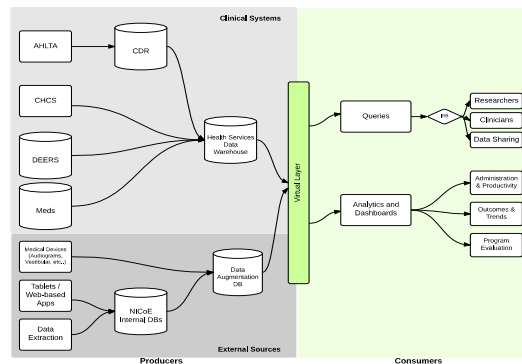 Clinical Systems
AHLTA
CDR
CHCS
DEERS
Meds
Health Services
Data
Warehouse
Medical Devices
(Audiograms,
Vestibular, etc..)
Tablets /
Web-based
Apps
Data
Extraction
NICoE
Internal DBs
Data
Augmentation
DB
External Sources
Producers
Virtual Layer
Queries
Researchers
Clinicians
Data Sharing
Analytics and
Dashboards
Administration
& Productivity
Outcomes
& Trends
Program
Evaluation
Consumers